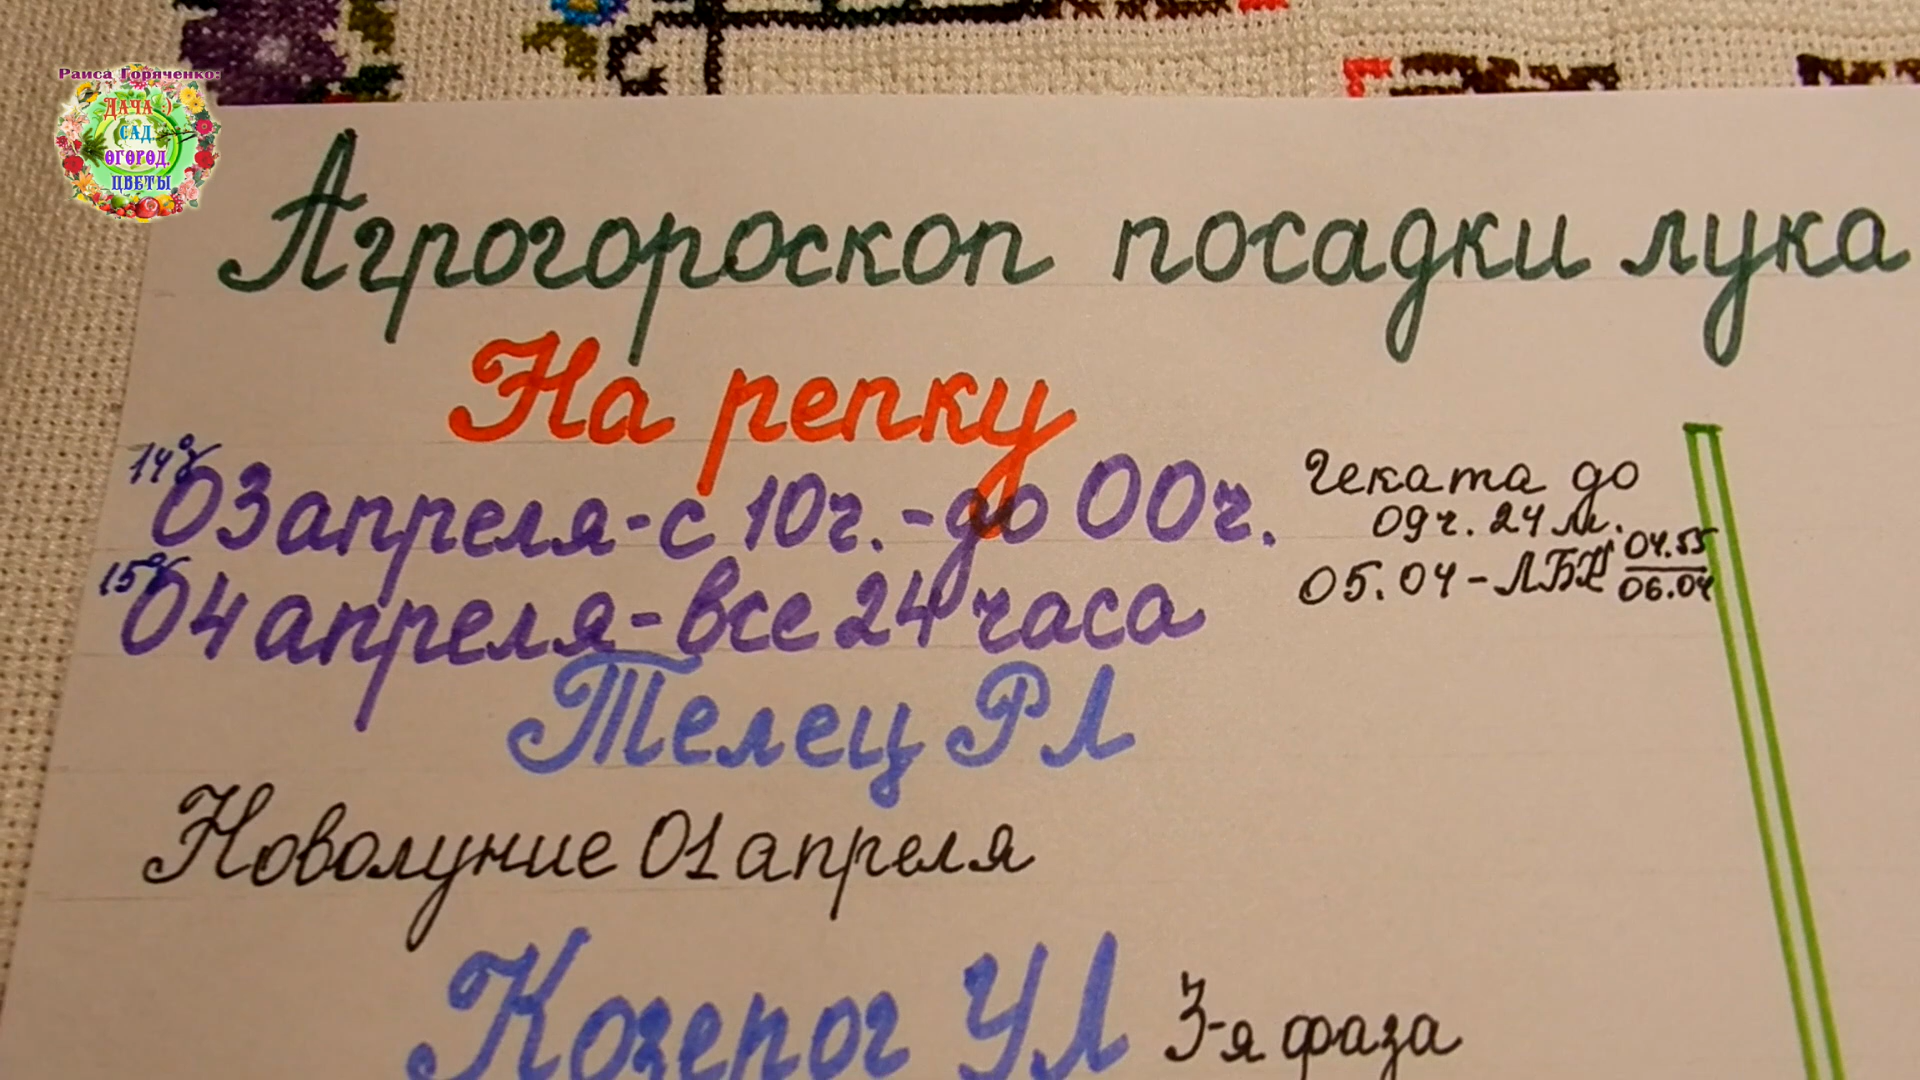 Раиса Горяченко:
ДАЧА :)
САД.
ОГОРОД.
ЦВЕТЫ
Агрогороскоп посадки лука
На репку
14 03 апреля - с 10ч. - до 00ч.
Геката до
09ч. 24 м.
15 04 апреля - все 24 часа
05.04 - ЛБК 04.55
06.04
Телец РЛ
Новолуние 01 апреля
Козерог УЛ 3-я фаза